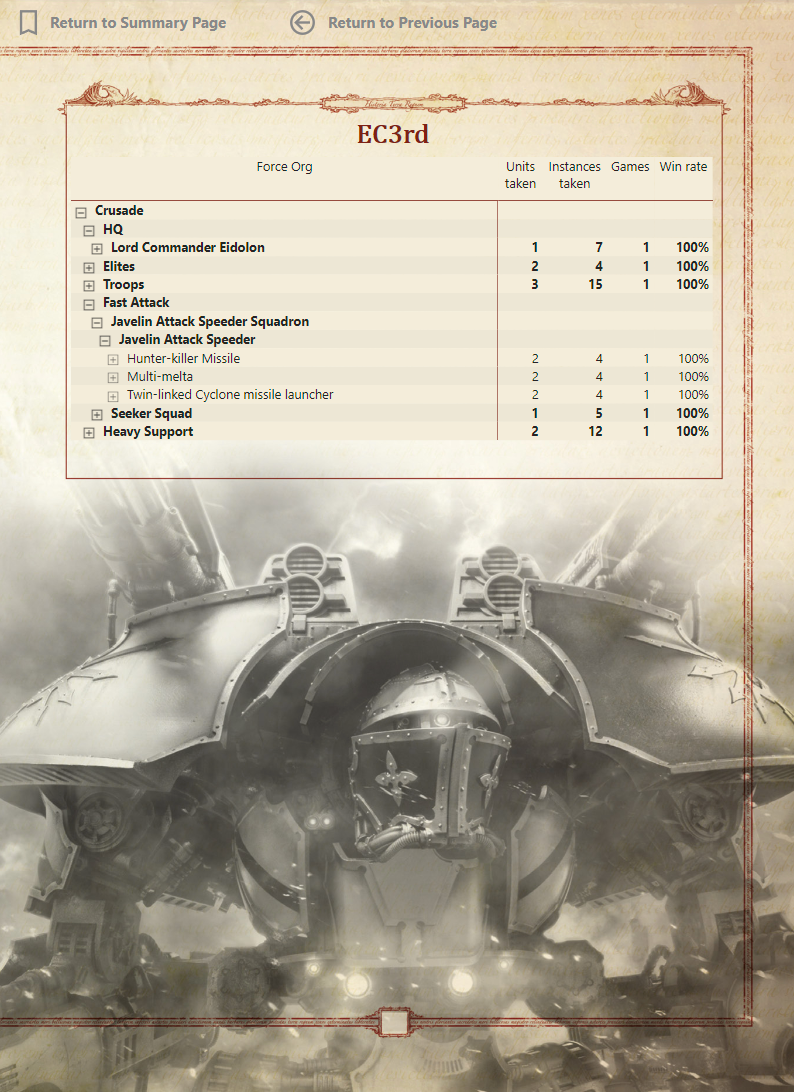 Return to Summary Page Return to Previous Page
EC3rd
Force Org Units taken Instances taken Games Win rate
Crusade
HQ
Lord Commander Eidolon 1 7 1 100%
Elites 2 4 1 100%
Troops 3 15 1 100%
Fast Attack
Javelin Attack Speeder Squadron
Javelin Attack Speeder
Hunter-killer Missile 2 4 1 100%
Multi-melta 2 4 1 100%
Twin-linked Cyclone missile launcher 2 4 1 100%
Seeker Squad 1 5 1 100%
Heavy Support 2 12 1 100%